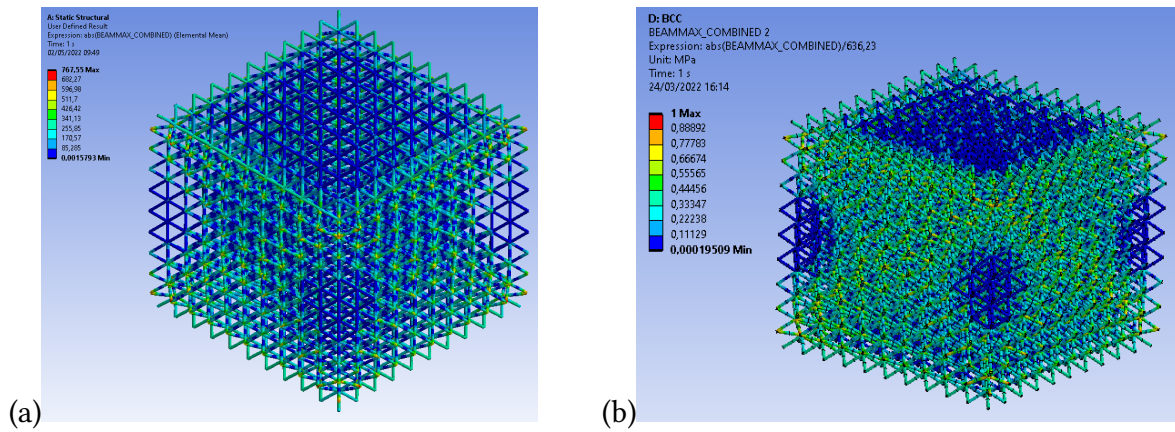 A: Static Structural
User Defined Result
Expression: abs(BEAMMAX_COMBINED) (Elemental Mean)
Time: 1 s
02/05/2022 09:49
767,55 Max
682,27
596,98
511,7
426,42
341,13
255,85
170,57
85,285
0,0015793 Min
(a)
D: BCC
BEAMMAX_COMBINED 2
Expression: abs(BEAMMAX_COMBINED)/636,23
Unit: MPa
Time: 1 s
24/03/2022 16:14
1 Max
0,88892
0,77783
0,66674
0,55565
0,44456
0,33347
0,22238
0,11129
0,00019509 Min
(b)